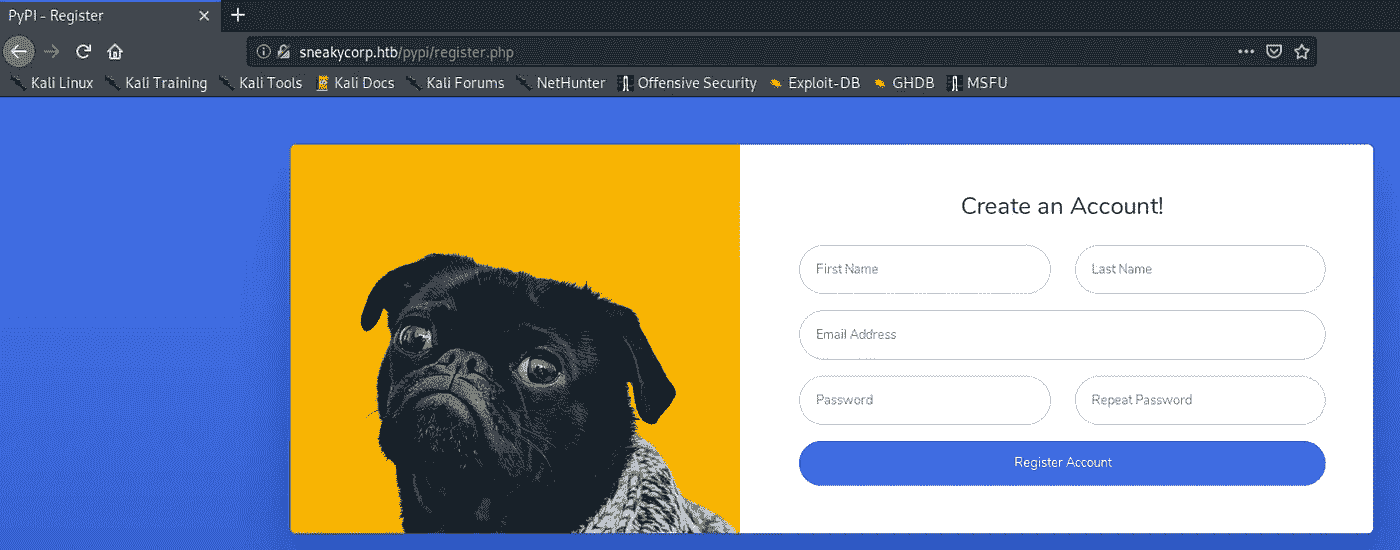 PyPI - Register
sneakycorp.htb/pypi/register.php
Kali Linux Kali Training Kali Tools Kali Docs Kali Forums NetHunter Offensive Security Exploit-DB GHDB MSFU
Create an Account!
First Name Last Name
Email Address
Password Repeat Password
Register Account